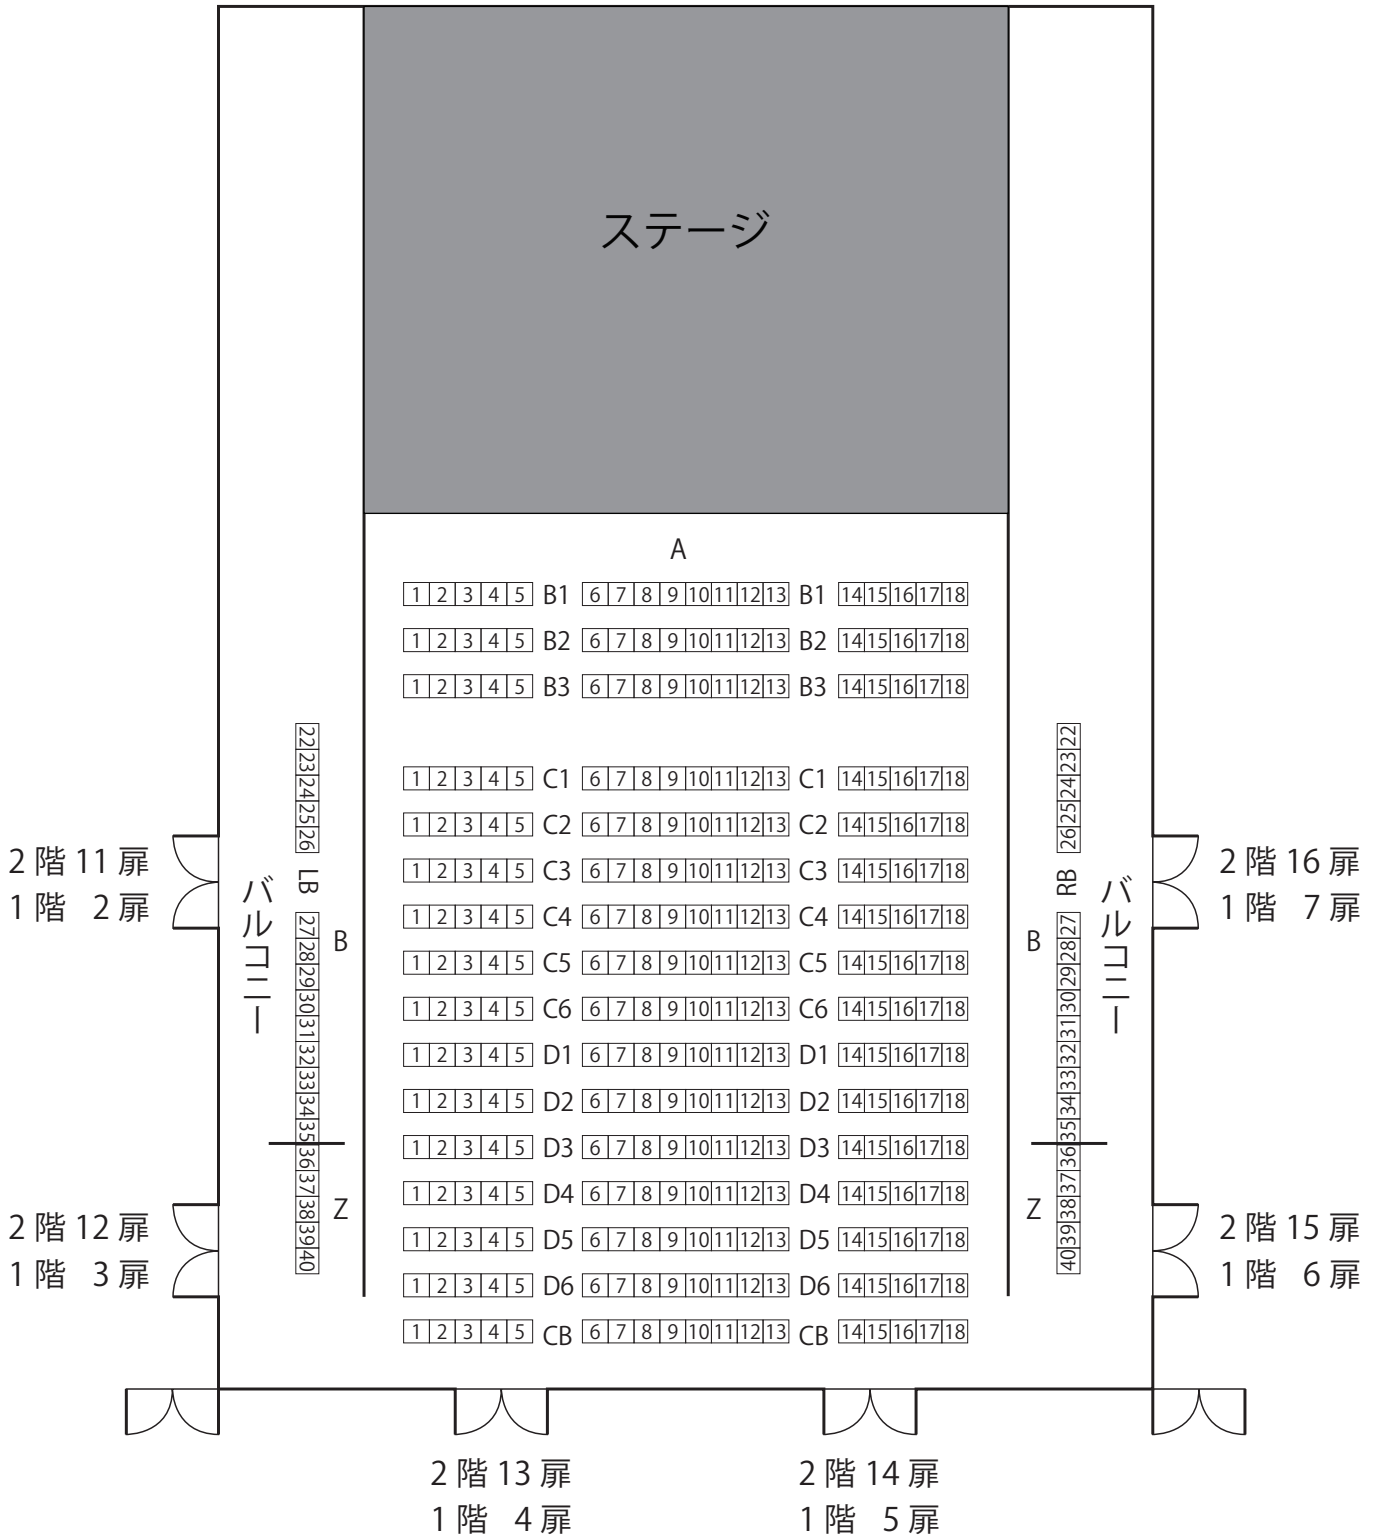 ステージ
A
1 2 3 4 5 B1 6 7 8 9 10 11 12 13 B1 14 15 16 17 18
1 2 3 4 5 B2 6 7 8 9 10 11 12 13 B2 14 15 16 17 18
1 2 3 4 5 B3 6 7 8 9 10 11 12 13 B3 14 15 16 17 18
1 2 3 4 5 C1 6 7 8 9 10 11 12 13 C1 14 15 16 17 18
1 2 3 4 5 C2 6 7 8 9 10 11 12 13 C2 14 15 16 17 18
1 2 3 4 5 C3 6 7 8 9 10 11 12 13 C3 14 15 16 17 18
1 2 3 4 5 C4 6 7 8 9 10 11 12 13 C4 14 15 16 17 18
1 2 3 4 5 C5 6 7 8 9 10 11 12 13 C5 14 15 16 17 18
1 2 3 4 5 C6 6 7 8 9 10 11 12 13 C6 14 15 16 17 18
1 2 3 4 5 D1 6 7 8 9 10 11 12 13 D1 14 15 16 17 18
1 2 3 4 5 D2 6 7 8 9 10 11 12 13 D2 14 15 16 17 18
1 2 3 4 5 D3 6 7 8 9 10 11 12 13 D3 14 15 16 17 18
1 2 3 4 5 D4 6 7 8 9 10 11 12 13 D4 14 15 16 17 18
1 2 3 4 5 D5 6 7 8 9 10 11 12 13 D5 14 15 16 17 18
1 2 3 4 5 D6 6 7 8 9 10 11 12 13 D6 14 15 16 17 18
1 2 3 4 5 CB 6 7 8 9 10 11 12 13 CB 14 15 16 17 18
22 23 24 25 26 LB 27 28 29 30 31 32 33 34 35 36 37 38 39 40
B
Z
バルコニー
22 23 24 25 26 RB 27 28 29 30 31 32 33 34 35 36 37 38 39 40
B
Z
バルコニー
2 階 11 扉
1 階 2 扉
2 階 12 扉
1 階 3 扉
2 階 16 扉
1 階 7 扉
2 階 15 扉
1 階 6 扉
2 階 13 扉
1 階 4 扉
2 階 14 扉
1 階 5 扉